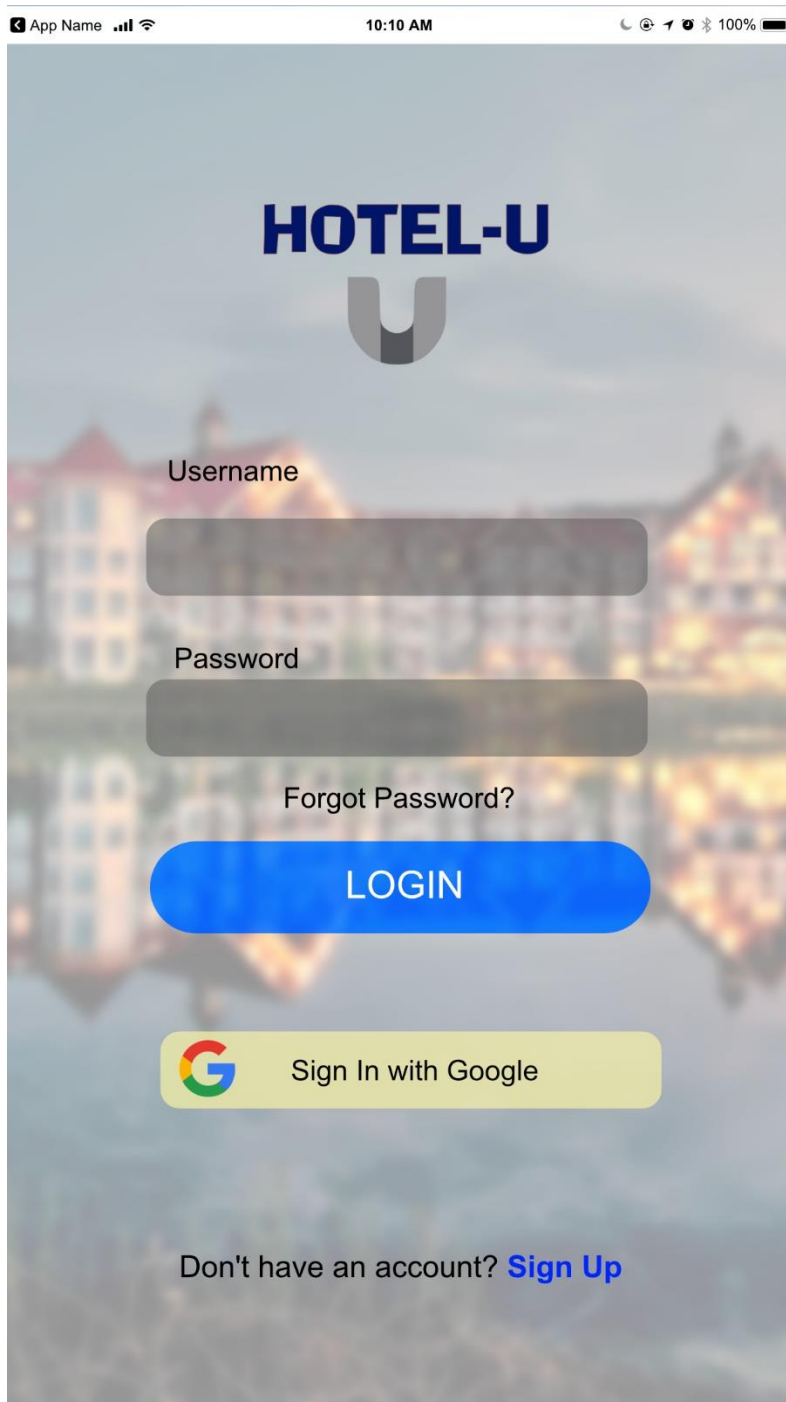 App Name 10:10 AM 100%
HOTEL-U
U
Username
Password
Forgot Password?
LOGIN
G Sign In with Google
Don't have an account? Sign Up